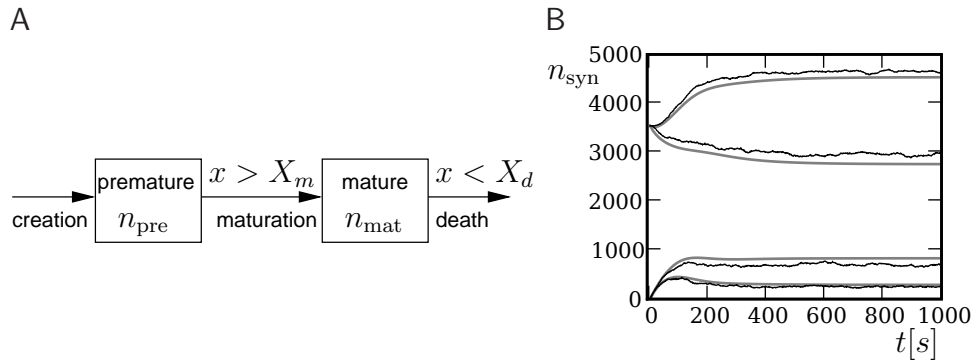 A
premature
n_pre
creation
x > X_m
maturation
mature
n_mat
x < X_d
death
B
n_syn
5000
4000
3000
2000
1000
0
0 200 400 600 800 1000
t[s]